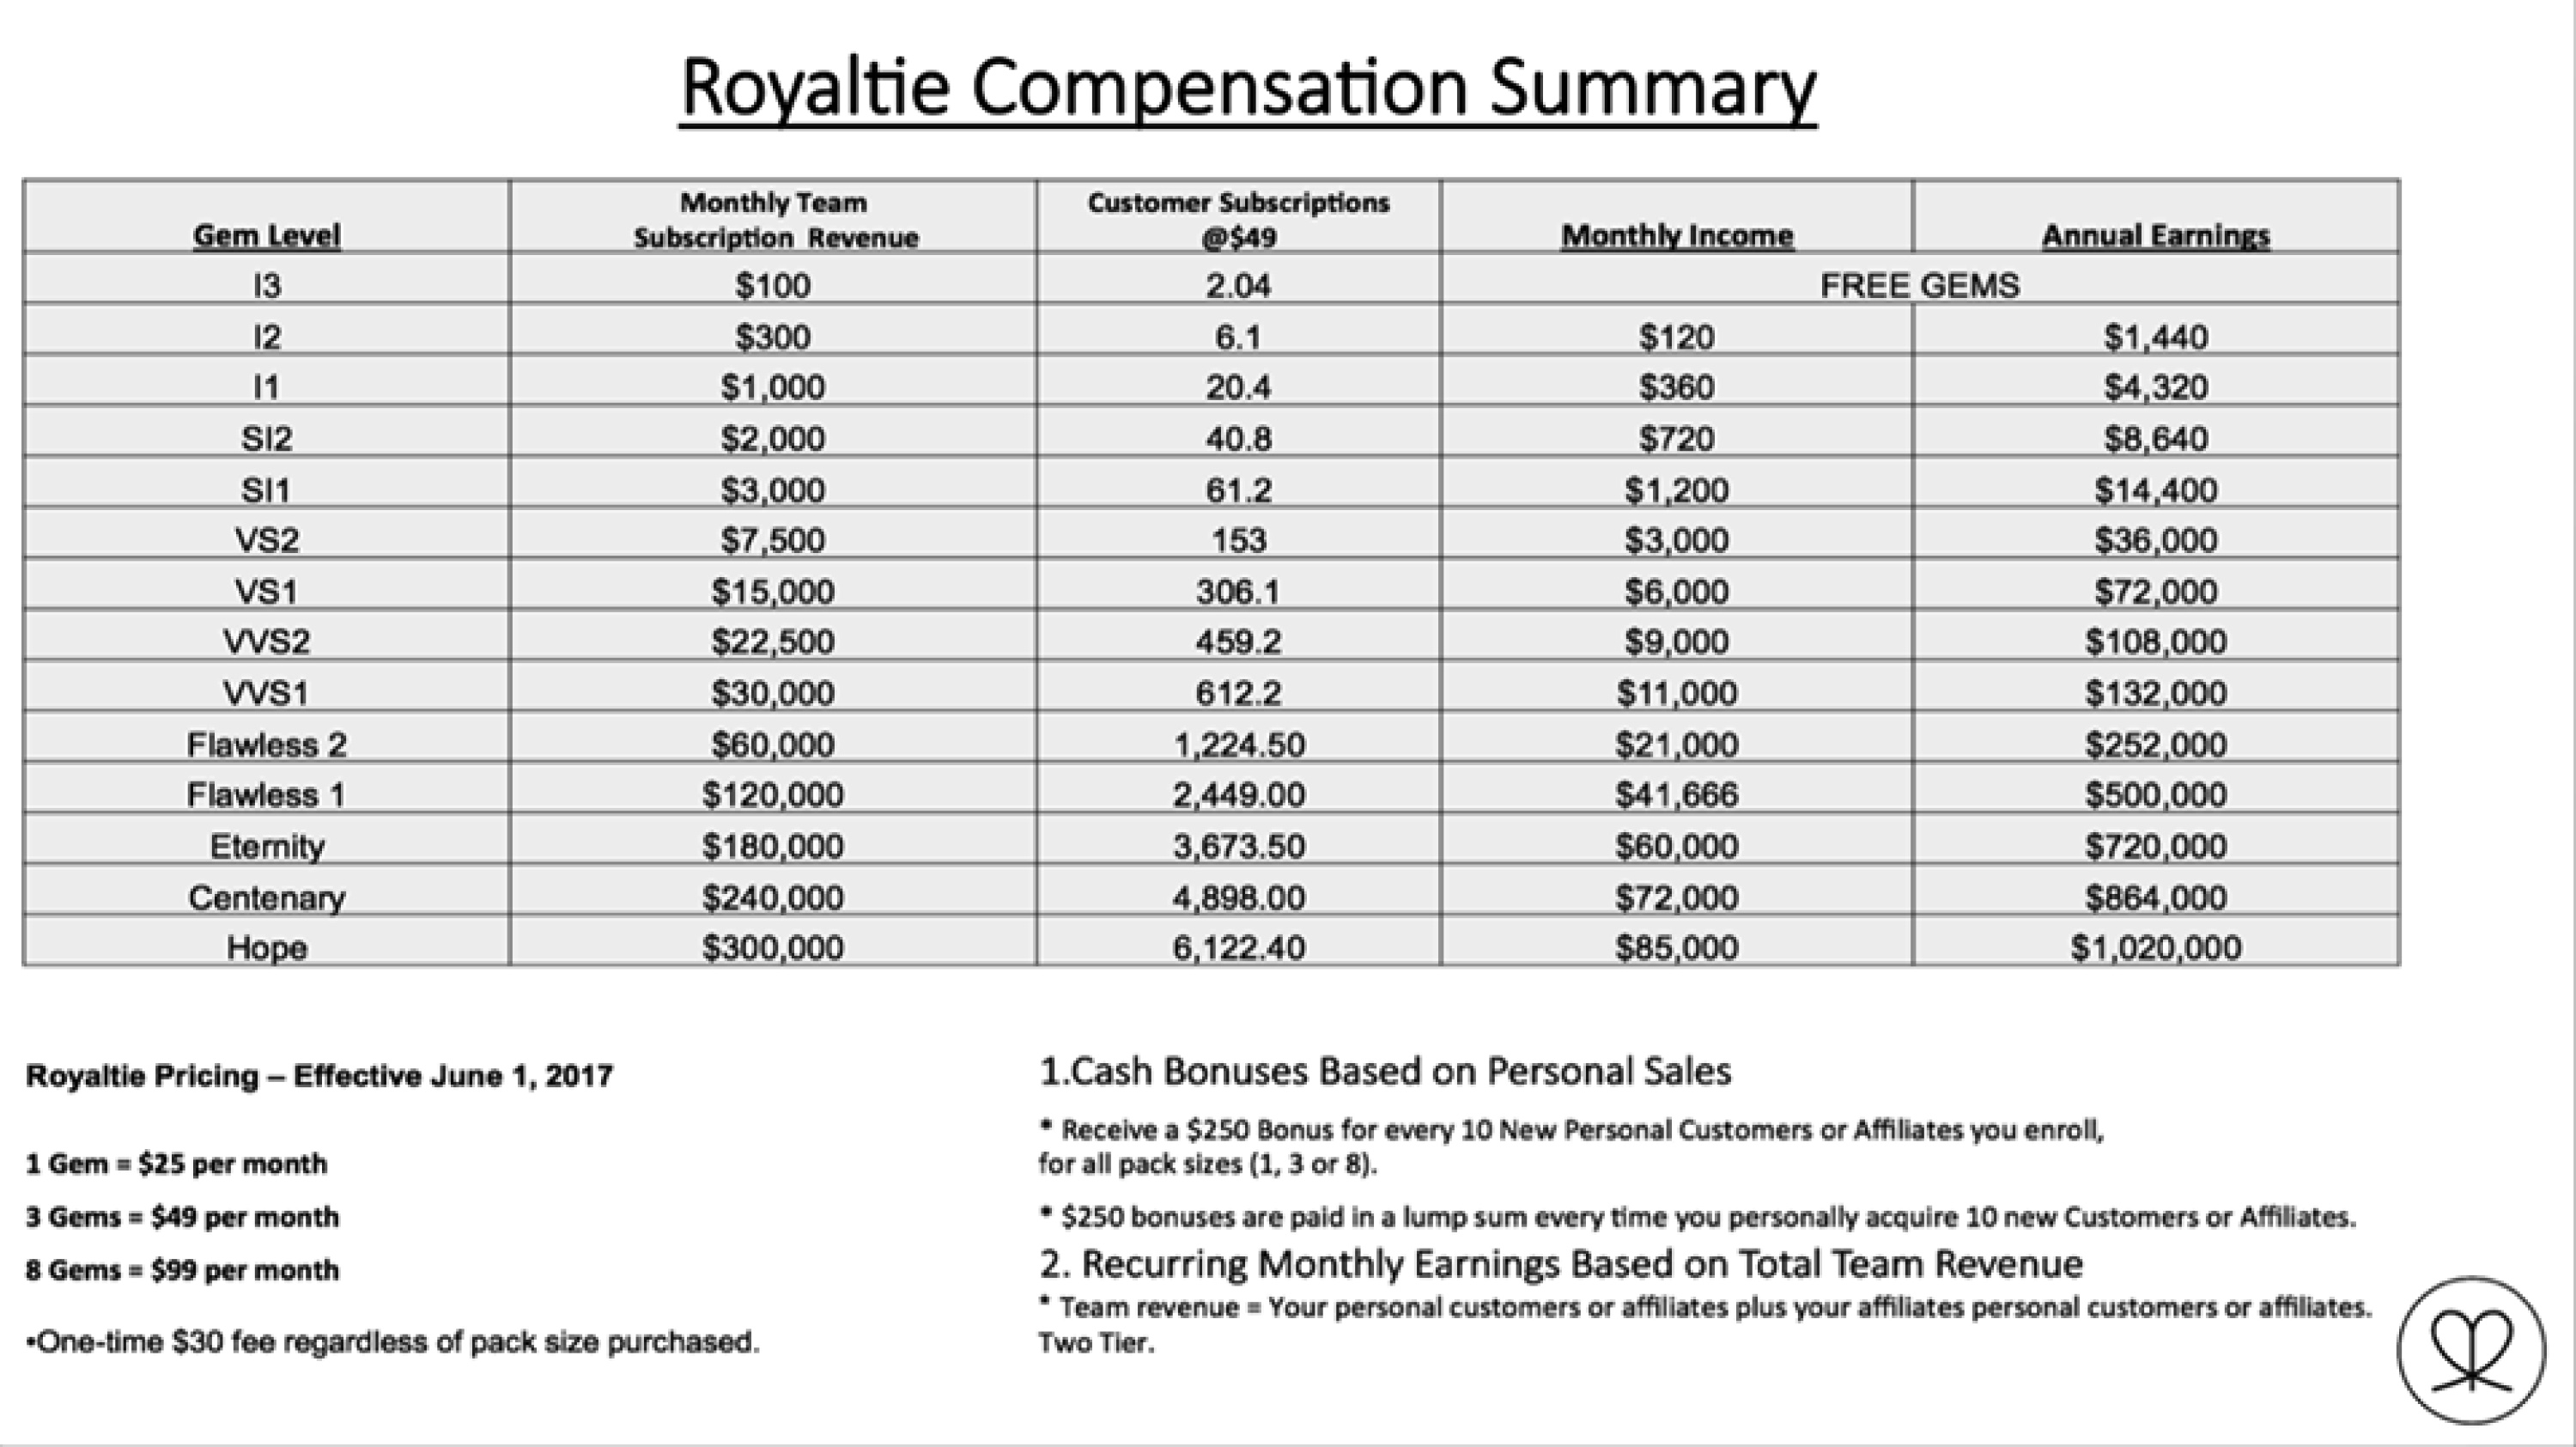 Royaltie Compensation Summary
Gem Level Monthly Team Subscription Revenue Customer Subscriptions @$49 Monthly Income Annual Earnings
I3 $100 2.04 FREE GEMS
I2 $300 6.1 $120 $1,440
I1 $1,000 20.4 $360 $4,320
SI2 $2,000 40.8 $720 $8,640
SI1 $3,000 61.2 $1,200 $14,400
VS2 $7,500 153 $3,000 $36,000
VS1 $15,000 306.1 $6,000 $72,000
VVS2 $22,500 459.2 $9,000 $108,000
VVS1 $30,000 612.2 $11,000 $132,000
Flawless 2 $60,000 1,224.50 $21,000 $252,000
Flawless 1 $120,000 2,449.00 $41,666 $500,000
Eternity $180,000 3,673.50 $60,000 $720,000
Centenary $240,000 4,898.00 $72,000 $864,000
Hope $300,000 6,122.40 $85,000 $1,020,000
Royaltie Pricing – Effective June 1, 2017
1 Gem = $25 per month
3 Gems = $49 per month
8 Gems = $99 per month
•One-time $30 fee regardless of pack size purchased.
1.Cash Bonuses Based on Personal Sales
* Receive a $250 Bonus for every 10 New Personal Customers or Affiliates you enroll,
for all pack sizes (1, 3 or 8).
* $250 bonuses are paid in a lump sum every time you personally acquire 10 new Customers or Affiliates.
2. Recurring Monthly Earnings Based on Total Team Revenue
* Team revenue = Your personal customers or affiliates plus your affiliates personal customers or affiliates.
Two Tier.